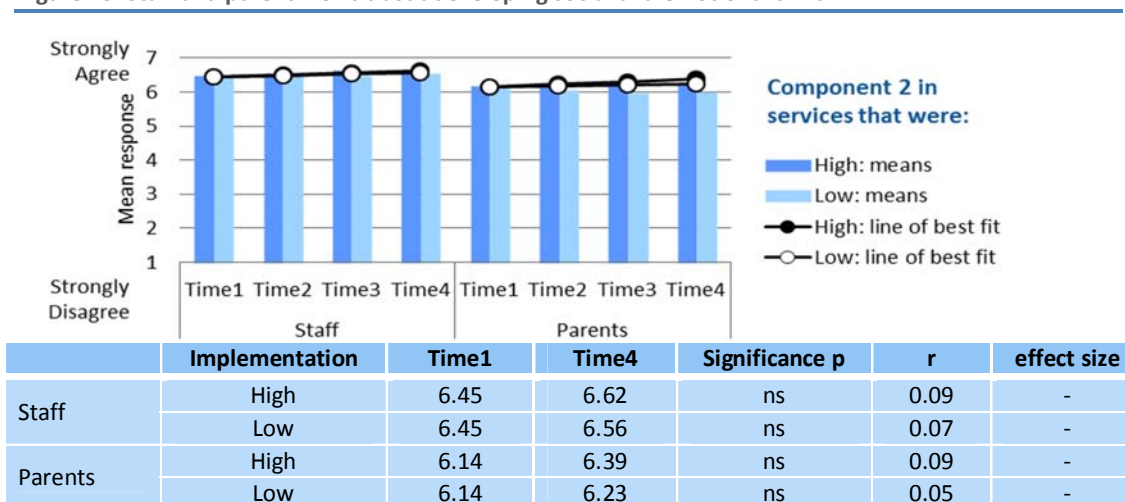 Strongly
Agree
7
6
5
4
3
2
1
Mean response
Strongly
Disagree
Time1 Time2 Time3 Time4 Time1 Time2 Time3 Time4
Staff Parents
Component 2 in
services that were:
High: means
Low: means
High: line of best fit
Low: line of best fit
Implementation Time1 Time4 Significance p r effect size
Staff High 6.45 6.62 ns 0.09 -
Low 6.45 6.56 ns 0.07 -
Parents High 6.14 6.39 ns 0.09 -
Low 6.14 6.23 ns 0.05 -